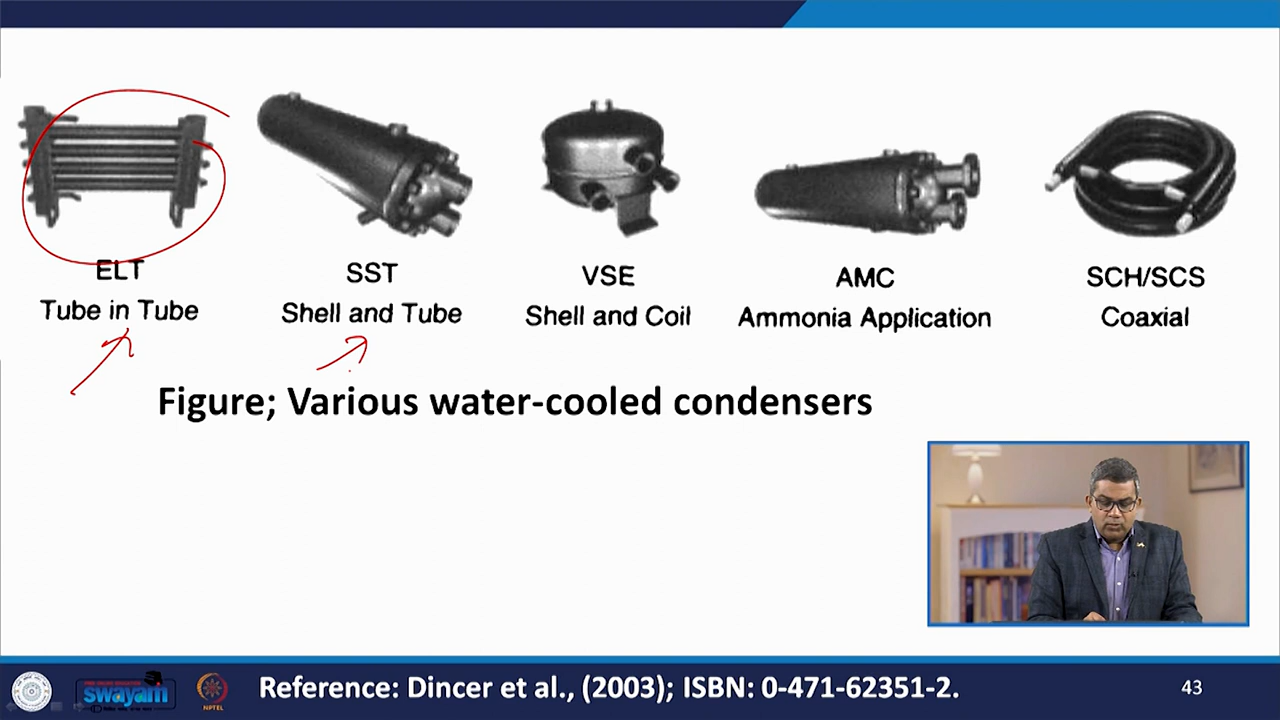 ELT
Tube in Tube
SST
Shell and Tube
VSE
Shell and Coil
AMC
Ammonia Application
SCH/SCS
Coaxial
Figure; Various water-cooled condensers
swayam
NPTEL
Reference: Dincer et al., (2003); ISBN: 0-471-62351-2.
43